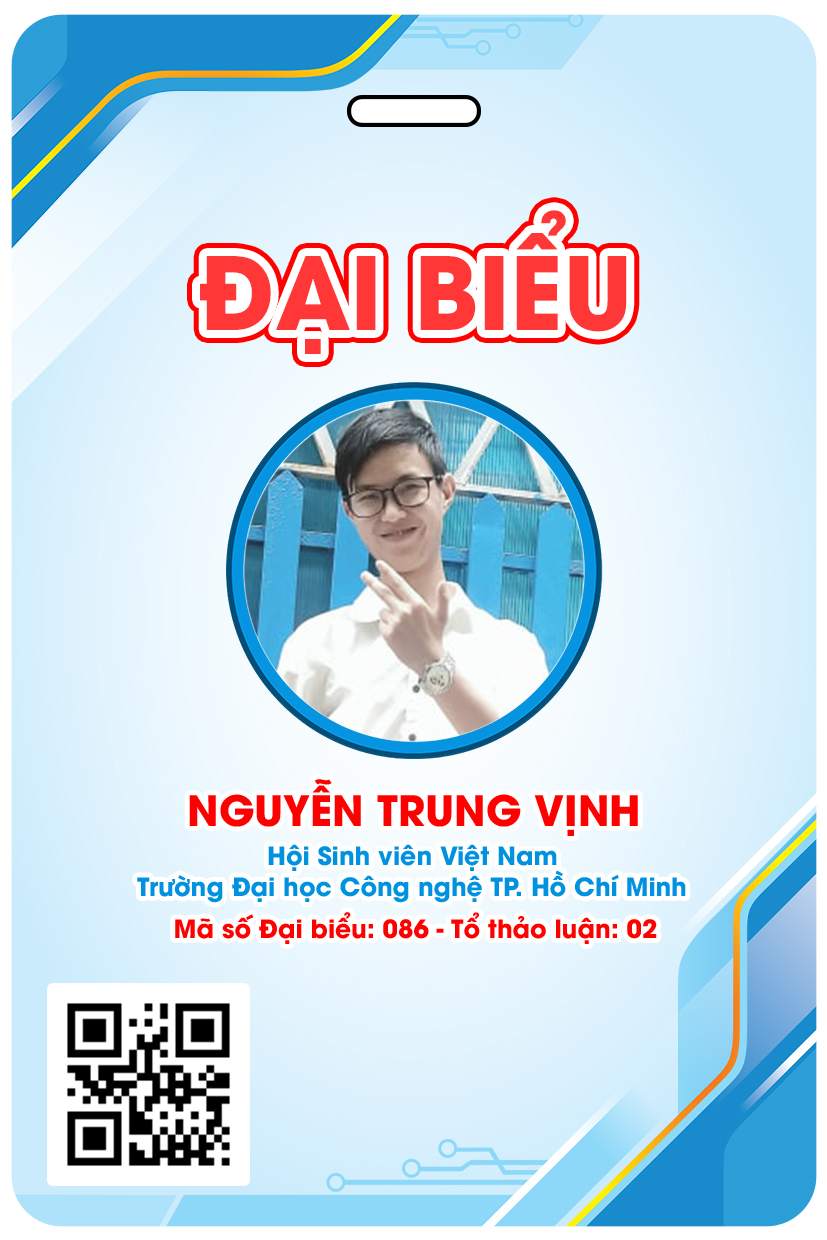 ĐẠI BIỂU
NGUYỄN TRUNG VỊNH
Hội Sinh viên Việt Nam
Trường Đại học Công nghệ TP. Hồ Chí Minh
Mã số Đại biểu: 086 - Tổ thảo luận: 02